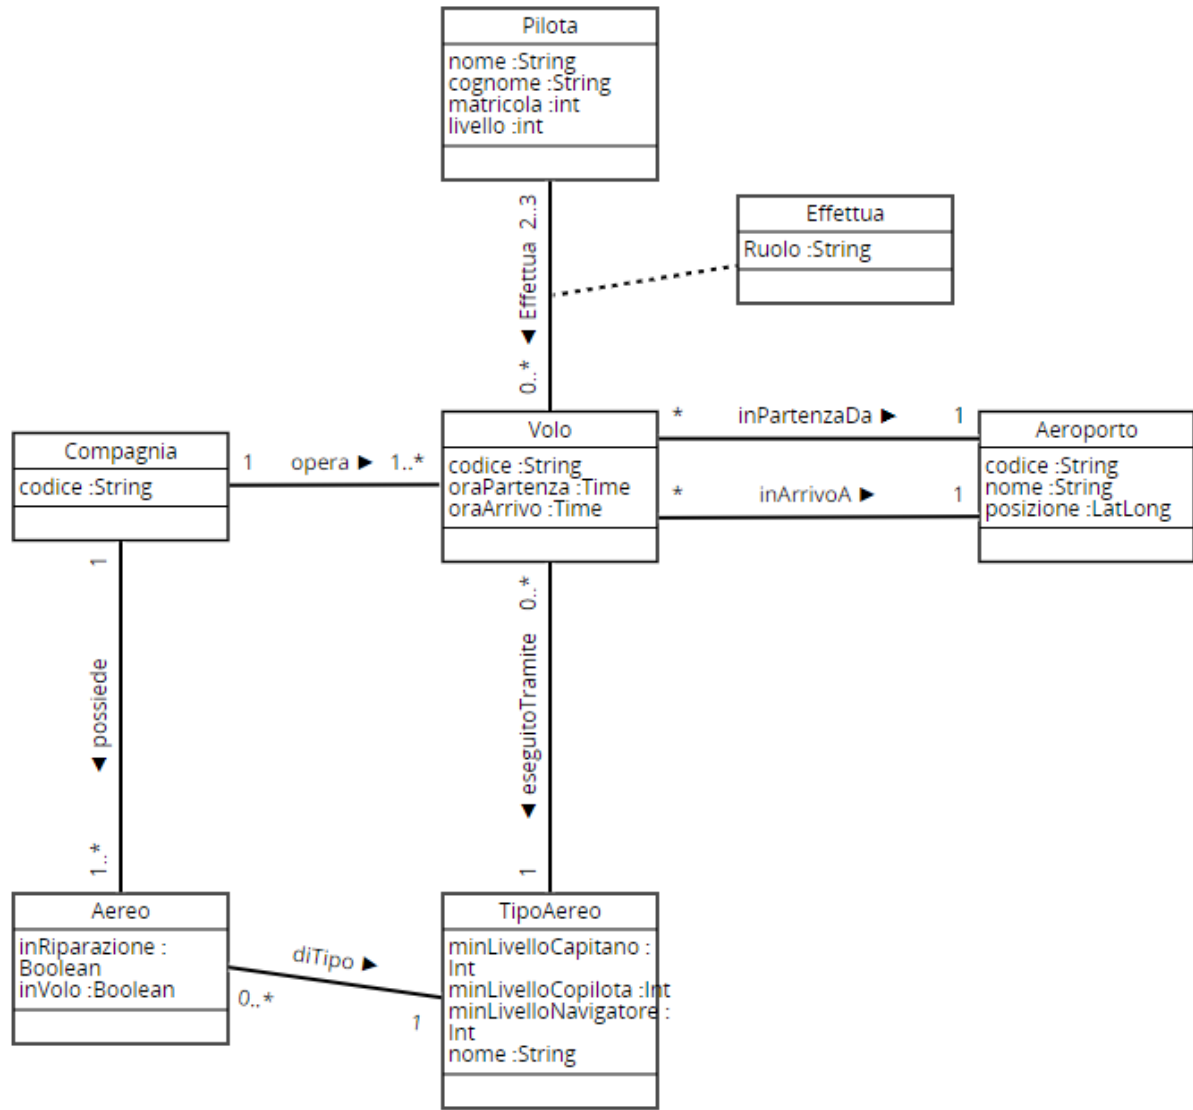 Pilota
nome :String
cognome :String
matricola :int
livello :int
◄ Effettua 2..3
0..*
Effettua
Ruolo :String
Compagnia
codice :String
1 opera ► 1..*
Volo
codice :String
oraPartenza :Time
oraArrivo :Time
* inPartenzaDa ► 1
* inArrivoA ► 1
Aeroporto
codice :String
nome :String
posizione :LatLong
1
◄ possiede
1..*
0..*
◄ eseguitoTramite
1
Aereo
inRiparazione :
Boolean
inVolo :Boolean
diTipo ►
0..*
1
TipoAereo
minLivelloCapitano :
Int
minLivelloCopilota :Int
minLivelloNavigatore :
Int
nome :String